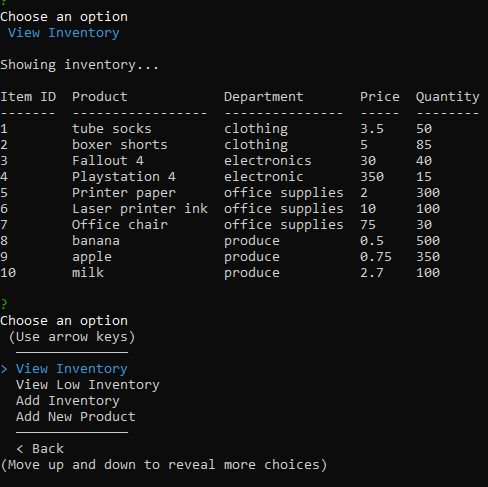 ?
Choose an option
View Inventory
Showing inventory...
Item ID  Product            Department       Price  Quantity
-------  -----------------  ---------------  -----  --------
1        tube socks         clothing         3.5    50
2        boxer shorts       clothing         5      85
3        Fallout 4          electronics      30     40
4        Playstation 4      electronic       350    15
5        Printer paper      office supplies  2      300
6        Laser printer ink  office supplies  10     100
7        Office chair       office supplies  75     30
8        banana             produce          0.5    500
9        apple              produce          0.75   350
10       milk               produce          2.7    100
?
Choose an option
(Use arrow keys)
──────────────
> View Inventory
View Low Inventory
Add Inventory
Add New Product
──────────────
< Back
(Move up and down to reveal more choices)